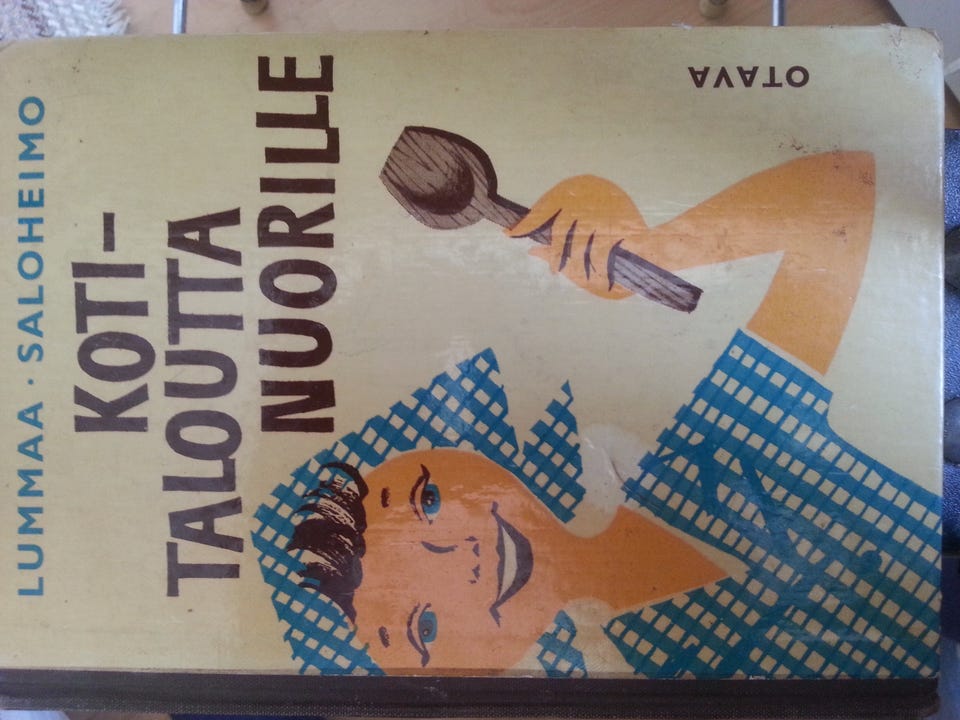 LUMMAA · SALOHEIMO
KOTI-
TALOUTTA
NUORILLE
OTAVA